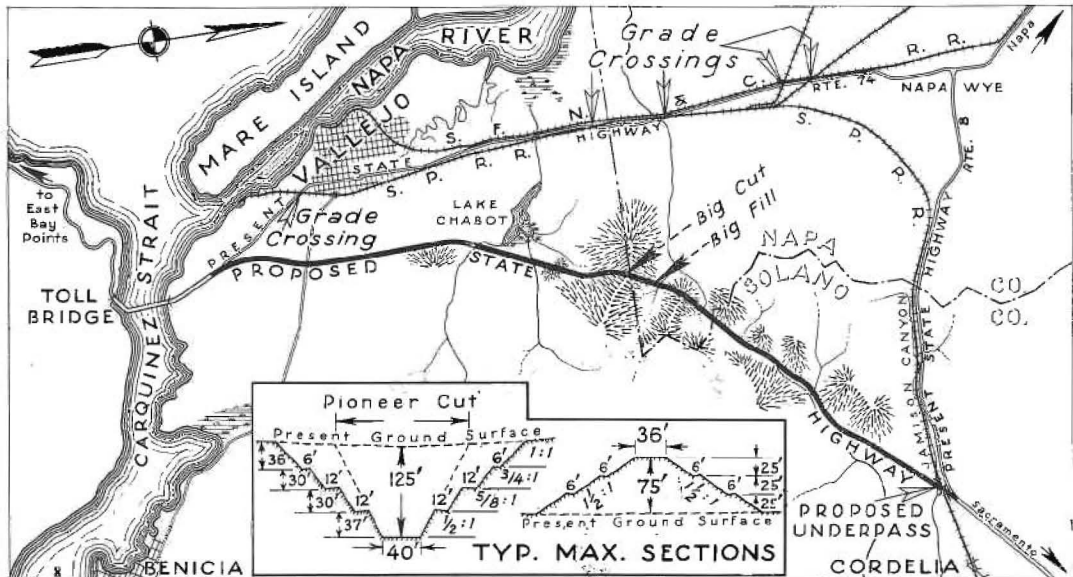 MARE ISLAND
NAPA
RIVER
VALLEJO
Grade
Crossings
Napa
R. R.
C.
&
N.
F.
S.
RTE. 74
NAPA WYE
HIGHWAY
STATE
PRESENT
S. P. R. R.
S. P. R. R.
RTE. 8
PRESENT STATE HIGHWAY
JAMISON CANYON
to
East
Bay
Points
CARQUINEZ STRAIT
TOLL
BRIDGE
Grade
Crossing
LAKE
CHABOT
PROPOSED STATE HIGHWAY
Big Cut
Big Fill
NAPA CO.
SOLANO CO.
PROPOSED
UNDERPASS
Sacramento
CORDELIA
BENICIA
Pioneer Cut
Present Ground Surface
36'
30'
30'
37'
6'
12'
12'
125'
40'
6'
12'
12'
1:1
3/4:1
5/8:1
1/2:1
36'
6'
6'
6'
6'
1 1/2:1
1 1/2:1
75'
25'
25'
25'
Present Ground Surface
TYP. MAX. SECTIONS